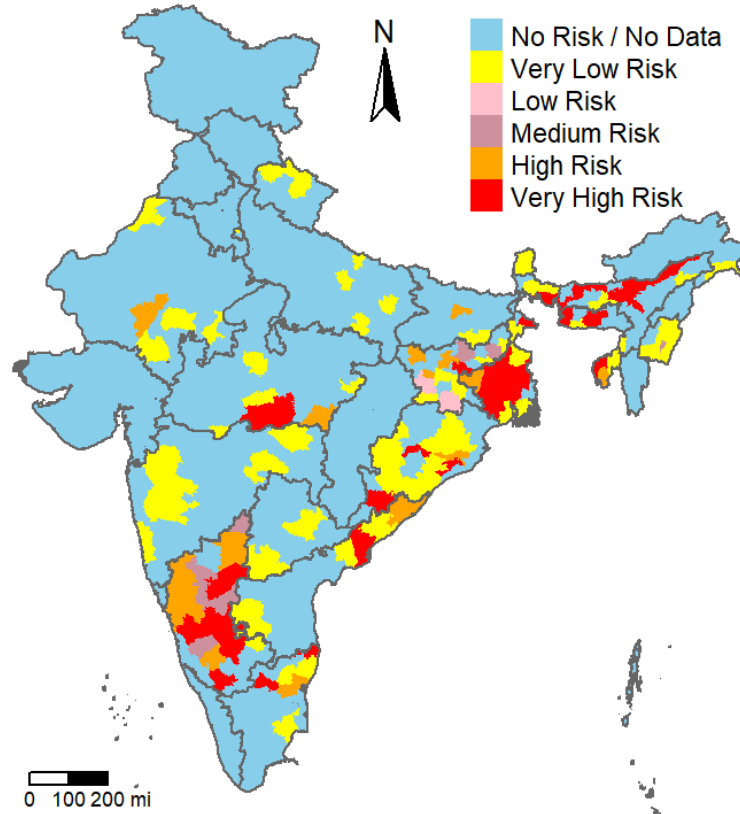 N
No Risk / No Data
Very Low Risk
Low Risk
Medium Risk
High Risk
Very High Risk
0 100 200 mi